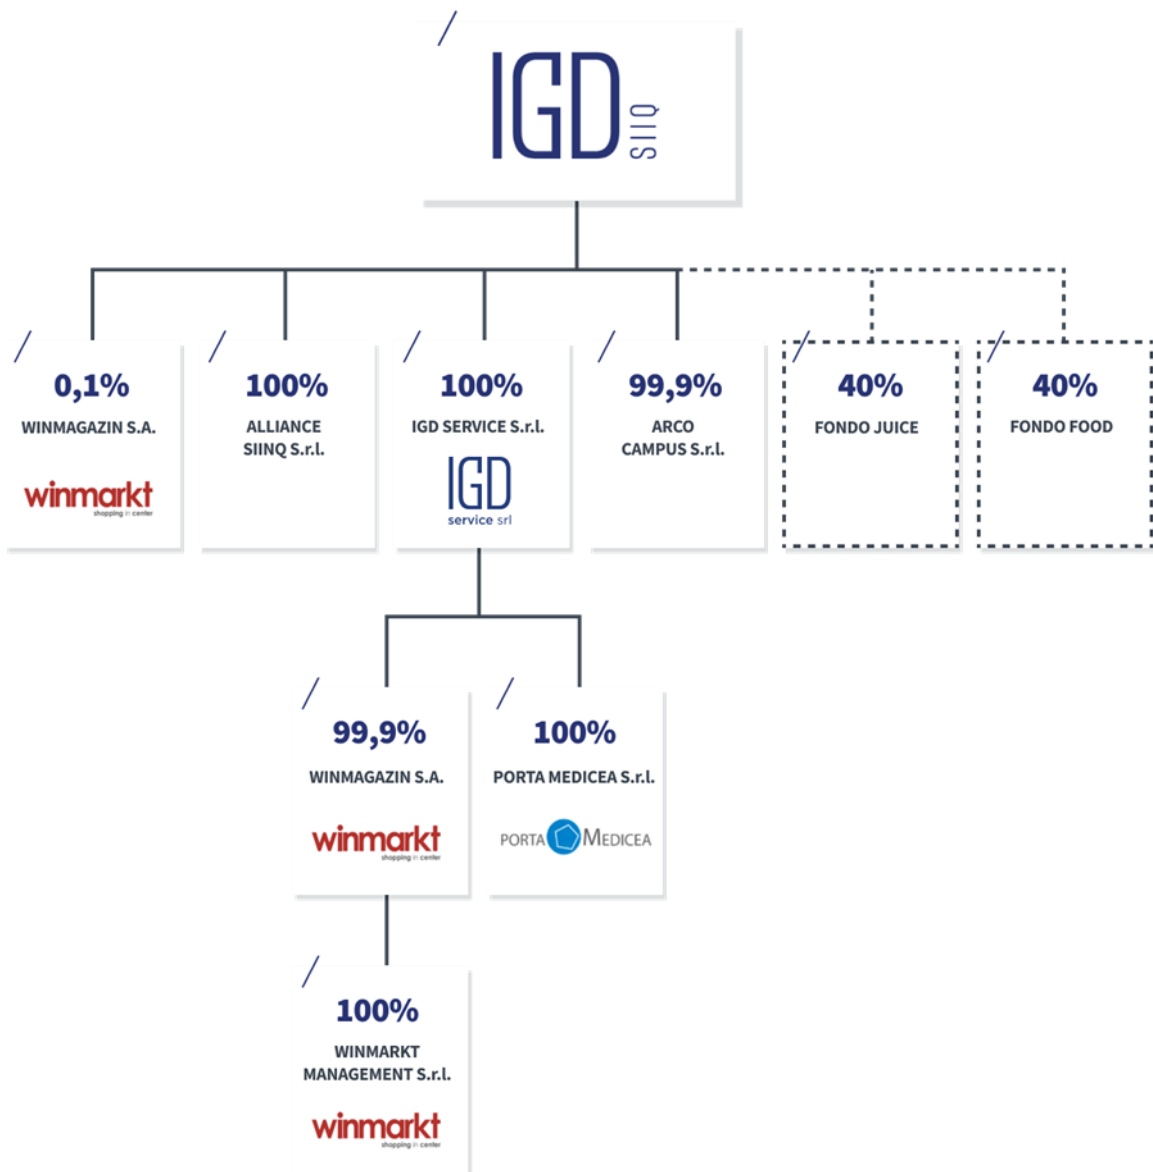 IGD SIIQ
0,1%
WINMAGAZIN S.A.
winmarkt
shopping in center
100%
ALLIANCE
SIINQ S.r.l.
100%
IGD SERVICE S.r.l.
IGD
service srl
99,9%
ARCO
CAMPUS S.r.l.
40%
FONDO JUICE
40%
FONDO FOOD
99,9%
WINMAGAZIN S.A.
winmarkt
shopping in center
100%
PORTA MEDICEA S.r.l.
PORTA MEDICEA
100%
WINMARKT
MANAGEMENT S.r.l.
winmarkt
shopping in center